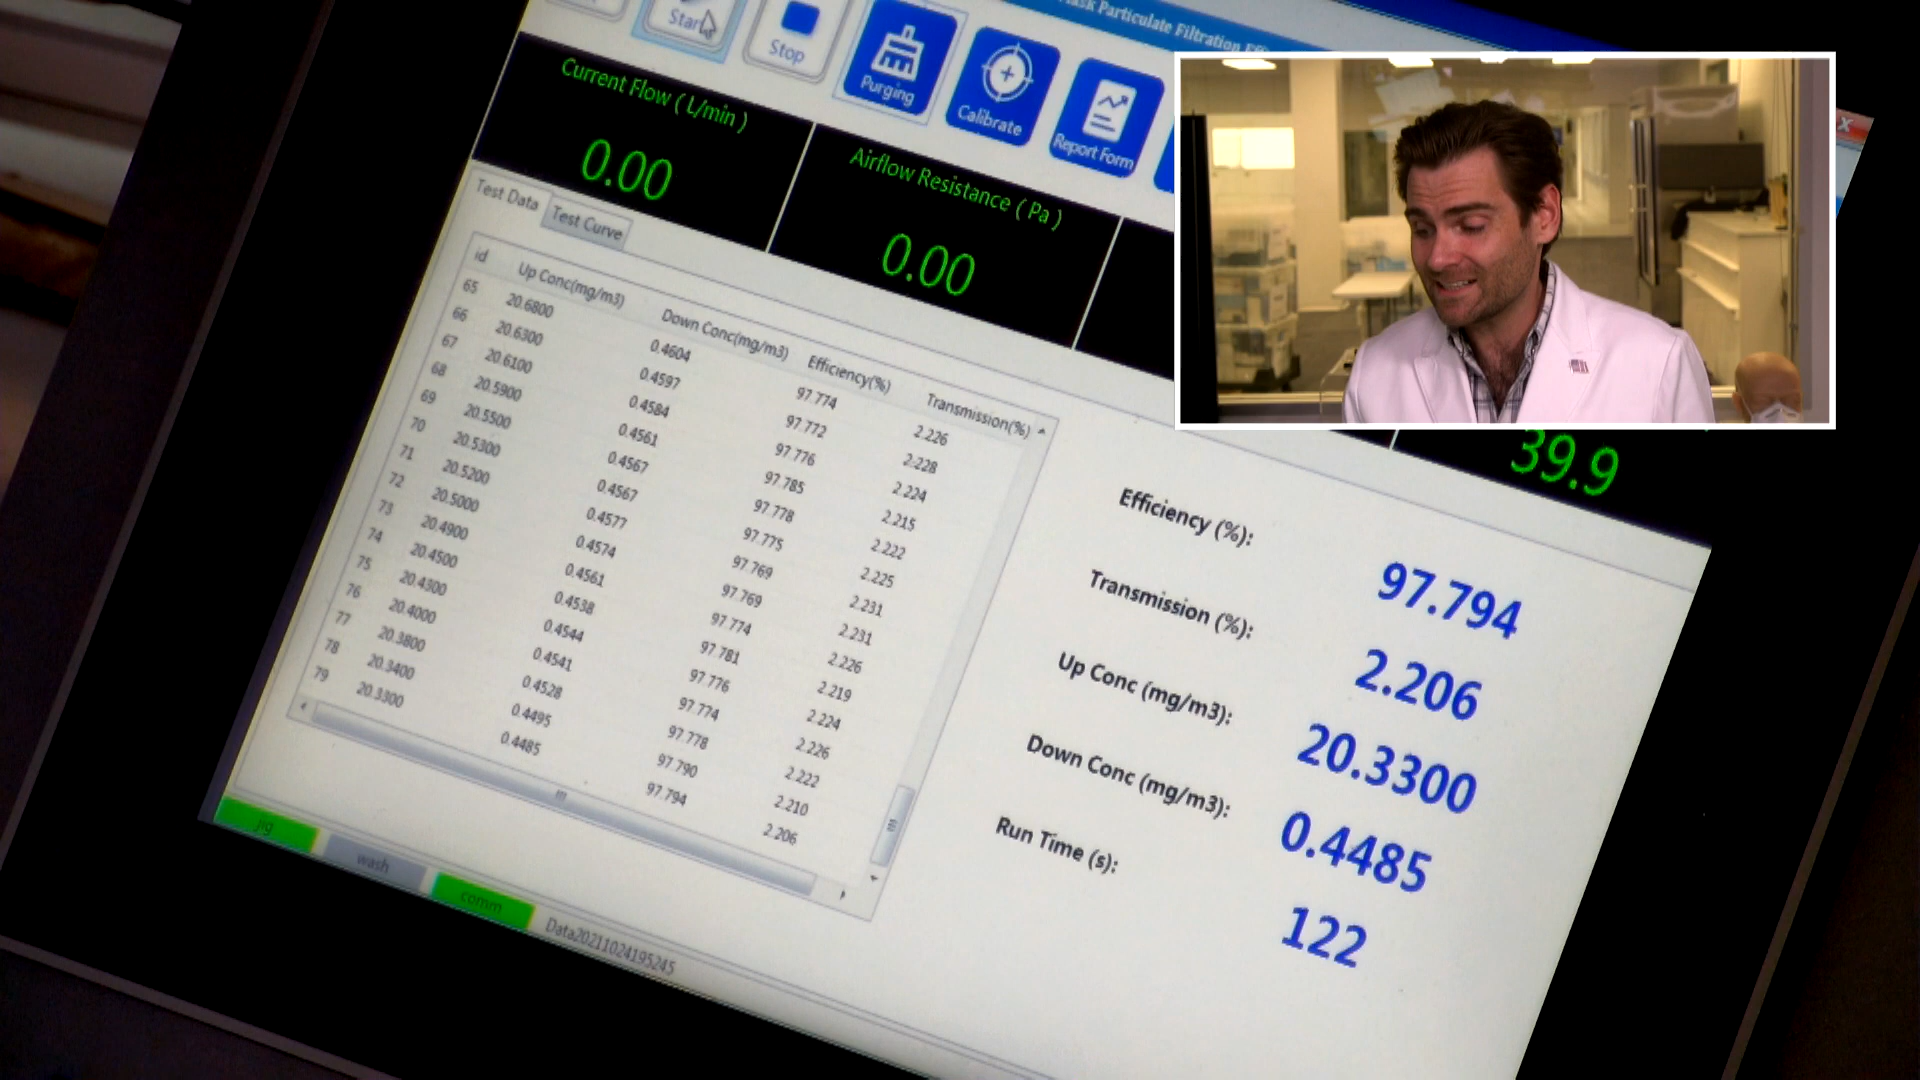 Mask Particulate Filtration
Start
Stop
Purging
Calibrate
Report Form
X
Current Flow ( L/min )
0.00
Airflow Resistance ( Pa )
0.00
39.9
Test Data
Test Curve
id Up Conc(mg/m3) Down Conc(mg/m3) Efficiency(%) Transmission(%)
65 20.6800 0.4604 97.774 2.226
66 20.6300 0.4597 97.772 2.228
67 20.6100 0.4584 97.776 2.224
68 20.5900 0.4561 97.785 2.215
69 20.5500 0.4567 97.778 2.222
70 20.5300 0.4567 97.775 2.225
71 20.5200 0.4577 97.769 2.231
72 20.5000 0.4574 97.769 2.231
73 20.4900 0.4561 97.774 2.226
74 20.4500 0.4538 97.781 2.219
75 20.4300 0.4544 97.776 2.224
76 20.4000 0.4541 97.774 2.226
77 20.3800 0.4528 97.778 2.222
78 20.3400 0.4495 97.790 2.210
79 20.3300 0.4485 97.794 2.206
Efficiency (%): 97.794
Transmission (%): 2.206
Up Conc (mg/m3): 20.3300
Down Conc (mg/m3): 0.4485
Run Time (s): 122
jig
wash
comm
Data20211024195245